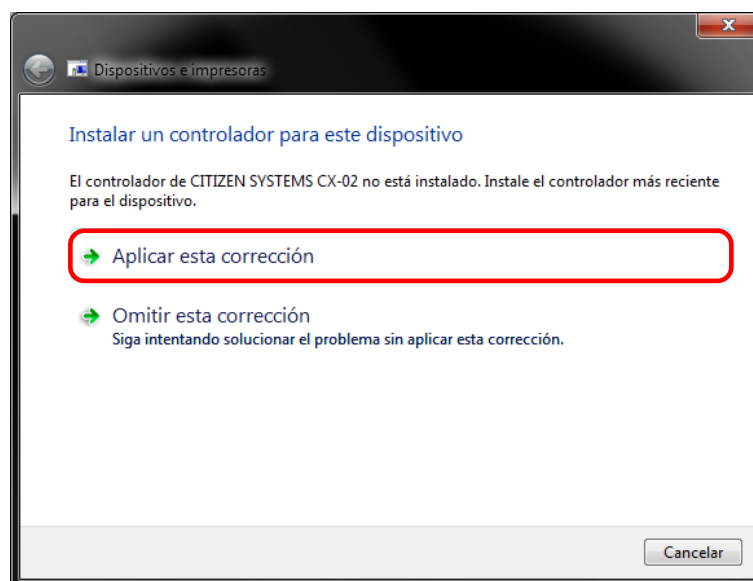 Dispositivos e impresoras
Instalar un controlador para este dispositivo
El controlador de CITIZEN SYSTEMS CX-02 no está instalado. Instale el controlador más reciente
para el dispositivo.
Aplicar esta corrección
Omitir esta corrección
Siga intentando solucionar el problema sin aplicar esta corrección.
Cancelar